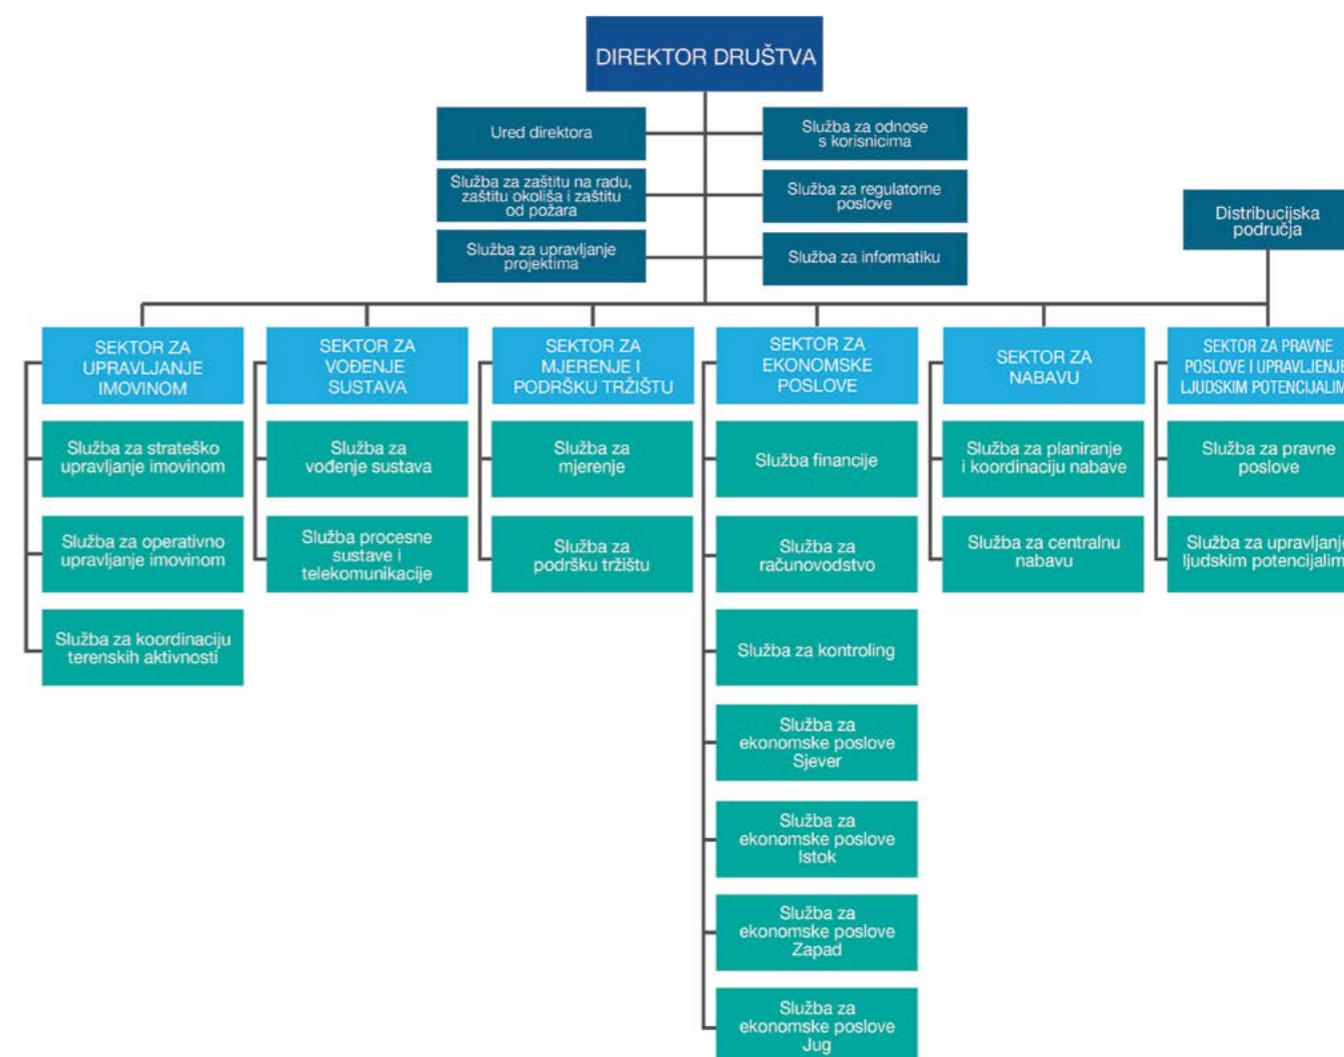 DIREKTOR DRUŠTVA
Ured direktora
Služba za odnose
s korisnicima
Služba za zaštitu na radu,
zaštitu okoliša i zaštitu
od požara
Služba za regulatorne
poslove
Služba za upravljanje
projektima
Služba za informatiku
Distribucijska
područja
SEKTOR ZA
UPRAVLJANJE
IMOVINOM
Služba za strateško
upravljanje imovinom
Služba za operativno
upravljanje imovinom
Služba za koordinaciju
terenskih aktivnosti
SEKTOR ZA
VOĐENJE
SUSTAVA
Služba za
vođenje sustava
Služba procesne
sustave i
telekomunikacije
SEKTOR ZA
MJERENJE I
PODRŠKU TRŽIŠTU
Služba za
mjerenje
Služba za
podršku tržištu
SEKTOR ZA
EKONOMSKE
POSLOVE
Služba financije
Služba za
računovodstvo
Služba za kontroling
Služba za
ekonomske poslove
Sjever
Služba za
ekonomske poslove
Istok
Služba za
ekonomske poslove
Zapad
Služba za
ekonomske poslove
Jug
SEKTOR ZA
NABAVU
Služba za planiranje
i koordinaciju nabave
Služba za centralnu
nabavu
SEKTOR ZA PRAVNE
POSLOVE I UPRAVLJENJE
LJUDSKIM POTENCIJALIM
Služba za pravne
poslove
Služba za upravljanje
ljudskim potencijalim